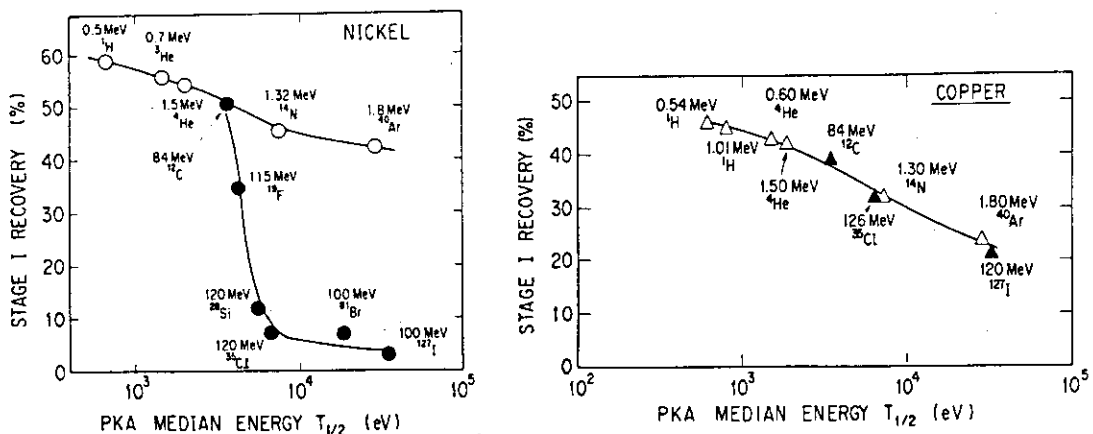 NICKEL
STAGE I RECOVERY (%)
60
50
40
30
20
10
0
0.5 MeV
¹H
0.7 MeV
³He
1.5 MeV
⁴He
1.32 MeV
¹⁴N
1.8 MeV
⁴⁰Ar
84 MeV
¹²C
115 MeV
¹⁹F
120 MeV
²⁸Si
120 MeV
³⁵Cl
100 MeV
⁸¹Br
100 MeV
¹²⁷I
10³
10⁴
10⁵
PKA MEDIAN ENERGY T₁/₂ (eV)
COPPER
STAGE I RECOVERY (%)
50
40
30
20
10
0
0.54 MeV
¹H
1.01 MeV
¹H
0.60 MeV
⁴He
1.50 MeV
⁴He
84 MeV
¹²C
126 MeV
³⁵Cl
1.30 MeV
¹⁴N
1.80 MeV
⁴⁰Ar
120 MeV
¹²⁷I
10²
10³
10⁴
10⁵
PKA MEDIAN ENERGY T₁/₂ (eV)